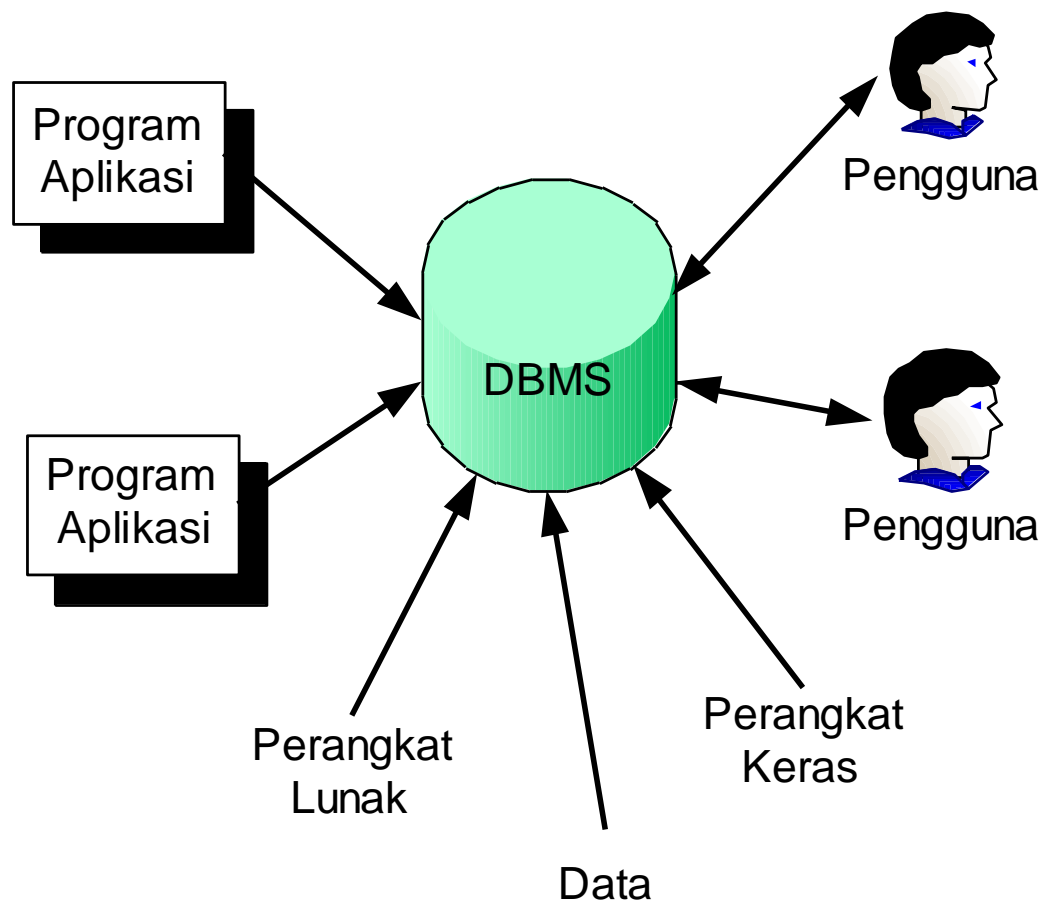 Program
Aplikasi
Pengguna
DBMS
Program
Aplikasi
Pengguna
Perangkat
Lunak
Perangkat
Keras
Data